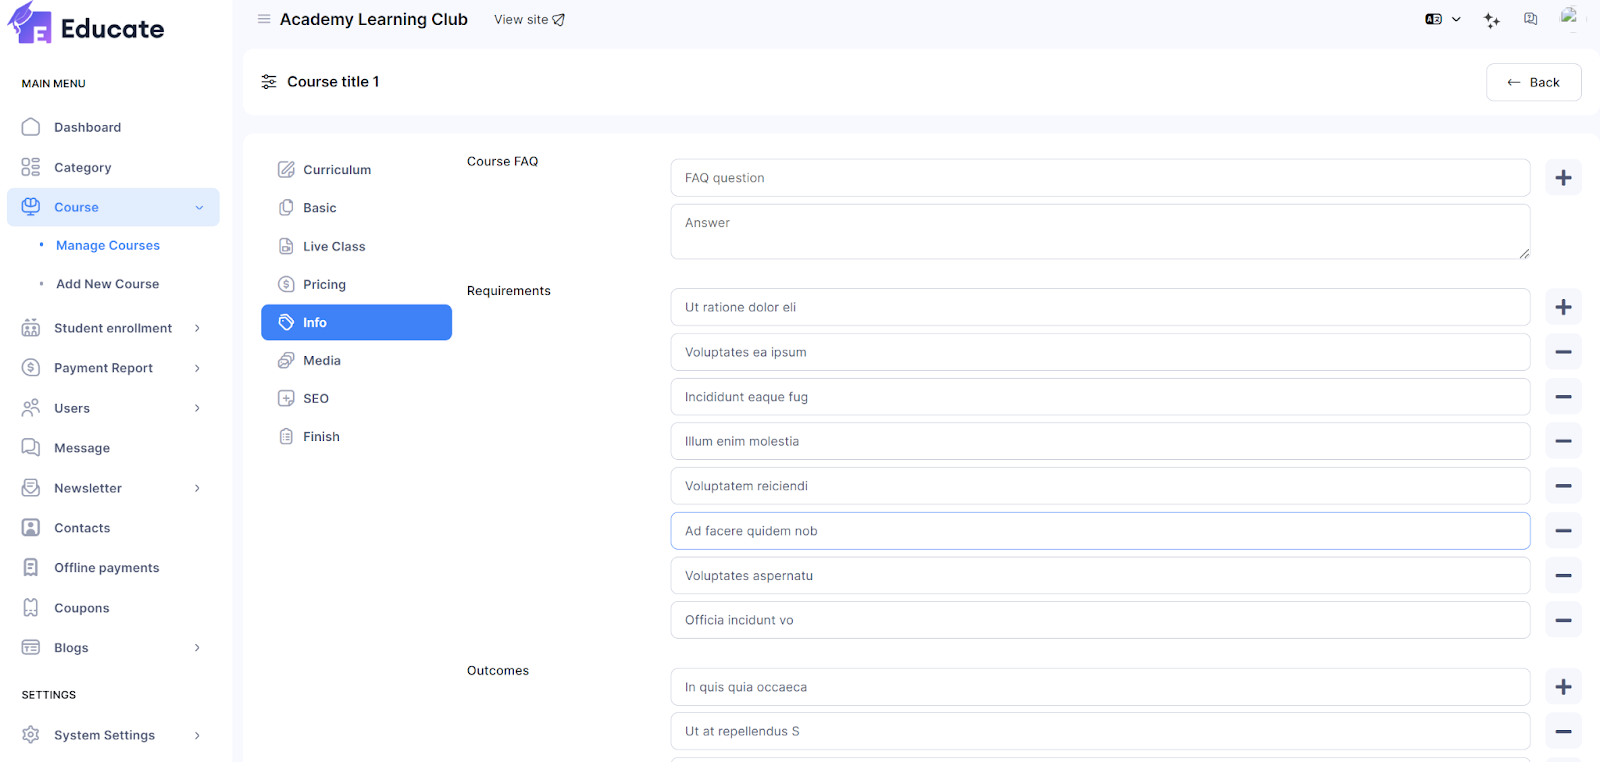 Educate
Academy Learning Club
View site
MAIN MENU
Dashboard
Category
Course
Manage Courses
Add New Course
Student enrollment
Payment Report
Users
Message
Newsletter
Contacts
Offline payments
Coupons
Blogs
SETTINGS
System Settings
Course title 1
Back
Curriculum
Basic
Live Class
Pricing
Info
Media
SEO
Finish
Course FAQ
FAQ question
Answer
Requirements
Ut ratione dolor eli
Voluptates ea ipsum
Incididunt eaque fug
Illum enim molestia
Voluptatem reiciendi
Ad facere quidem nob
Voluptates aspernatu
Officia incidunt vo
Outcomes
In quis quia occaeca
Ut at repellendus S